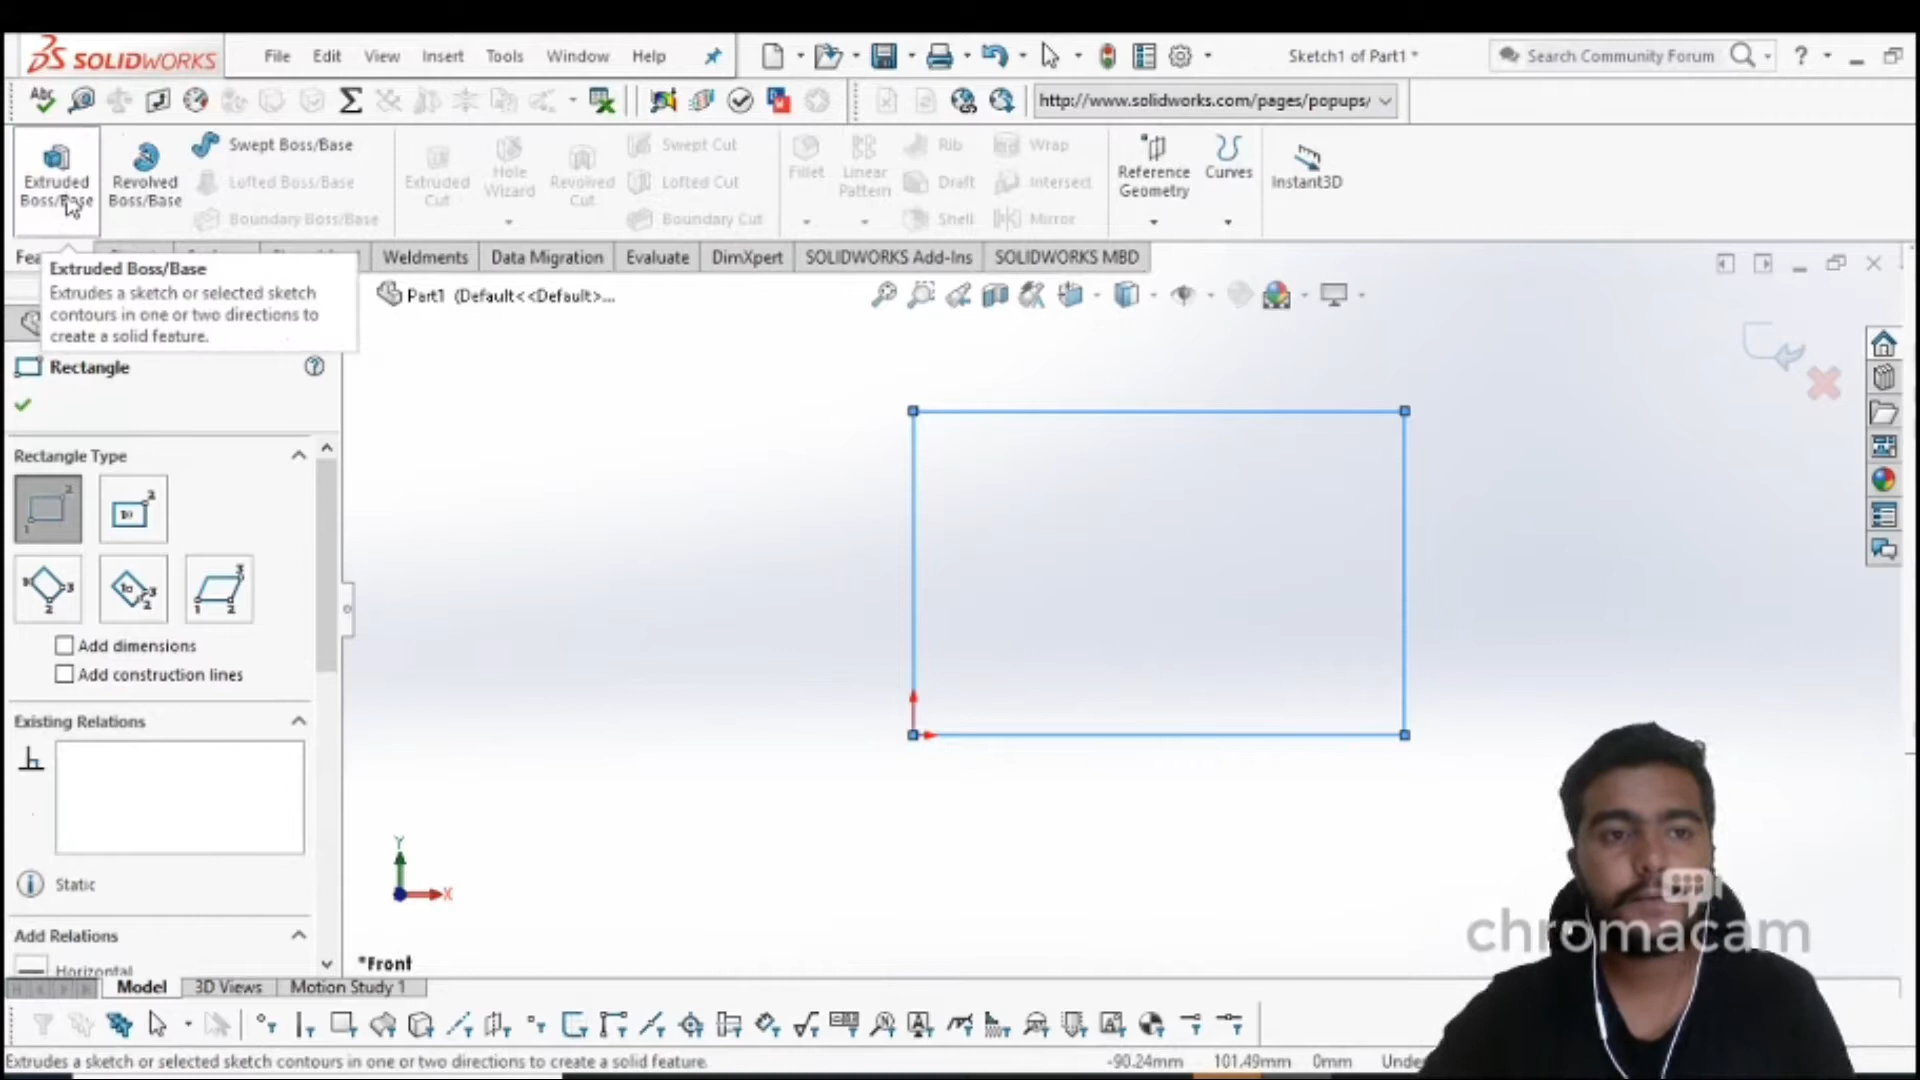 SOLIDWORKS File Edit View Insert Tools Window Help Sketch1 of Part1 * Search Community Forum ?
Abc http://www.solidworks.com/pages/popups/
Extruded Boss/Base
Revolved Boss/Base
Swept Boss/Base
Lofted Boss/Base
Boundary Boss/Base
Extruded Cut
Hole Wizard
Revolved Cut
Swept Cut
Lofted Cut
Boundary Cut
Fillet
Linear Pattern
Rib
Draft
Shell
Wrap
Intersect
Mirror
Reference Geometry
Curves
Instant3D
Weldments Data Migration Evaluate DimXpert SOLIDWORKS Add-Ins SOLIDWORKS MBD
Extruded Boss/Base
Extrudes a sketch or selected sketch
contours in one or two directions to
create a solid feature.
Part1 (Default<<Default>...
Rectangle
Rectangle Type
Add dimensions
Add construction lines
Existing Relations
Static
Add Relations
Horizontal
Y
X
*Front
chromacam
Model 3D Views Motion Study 1
Extrudes a sketch or selected sketch contours in one or two directions to create a solid feature. -90.24mm 101.49mm 0mm